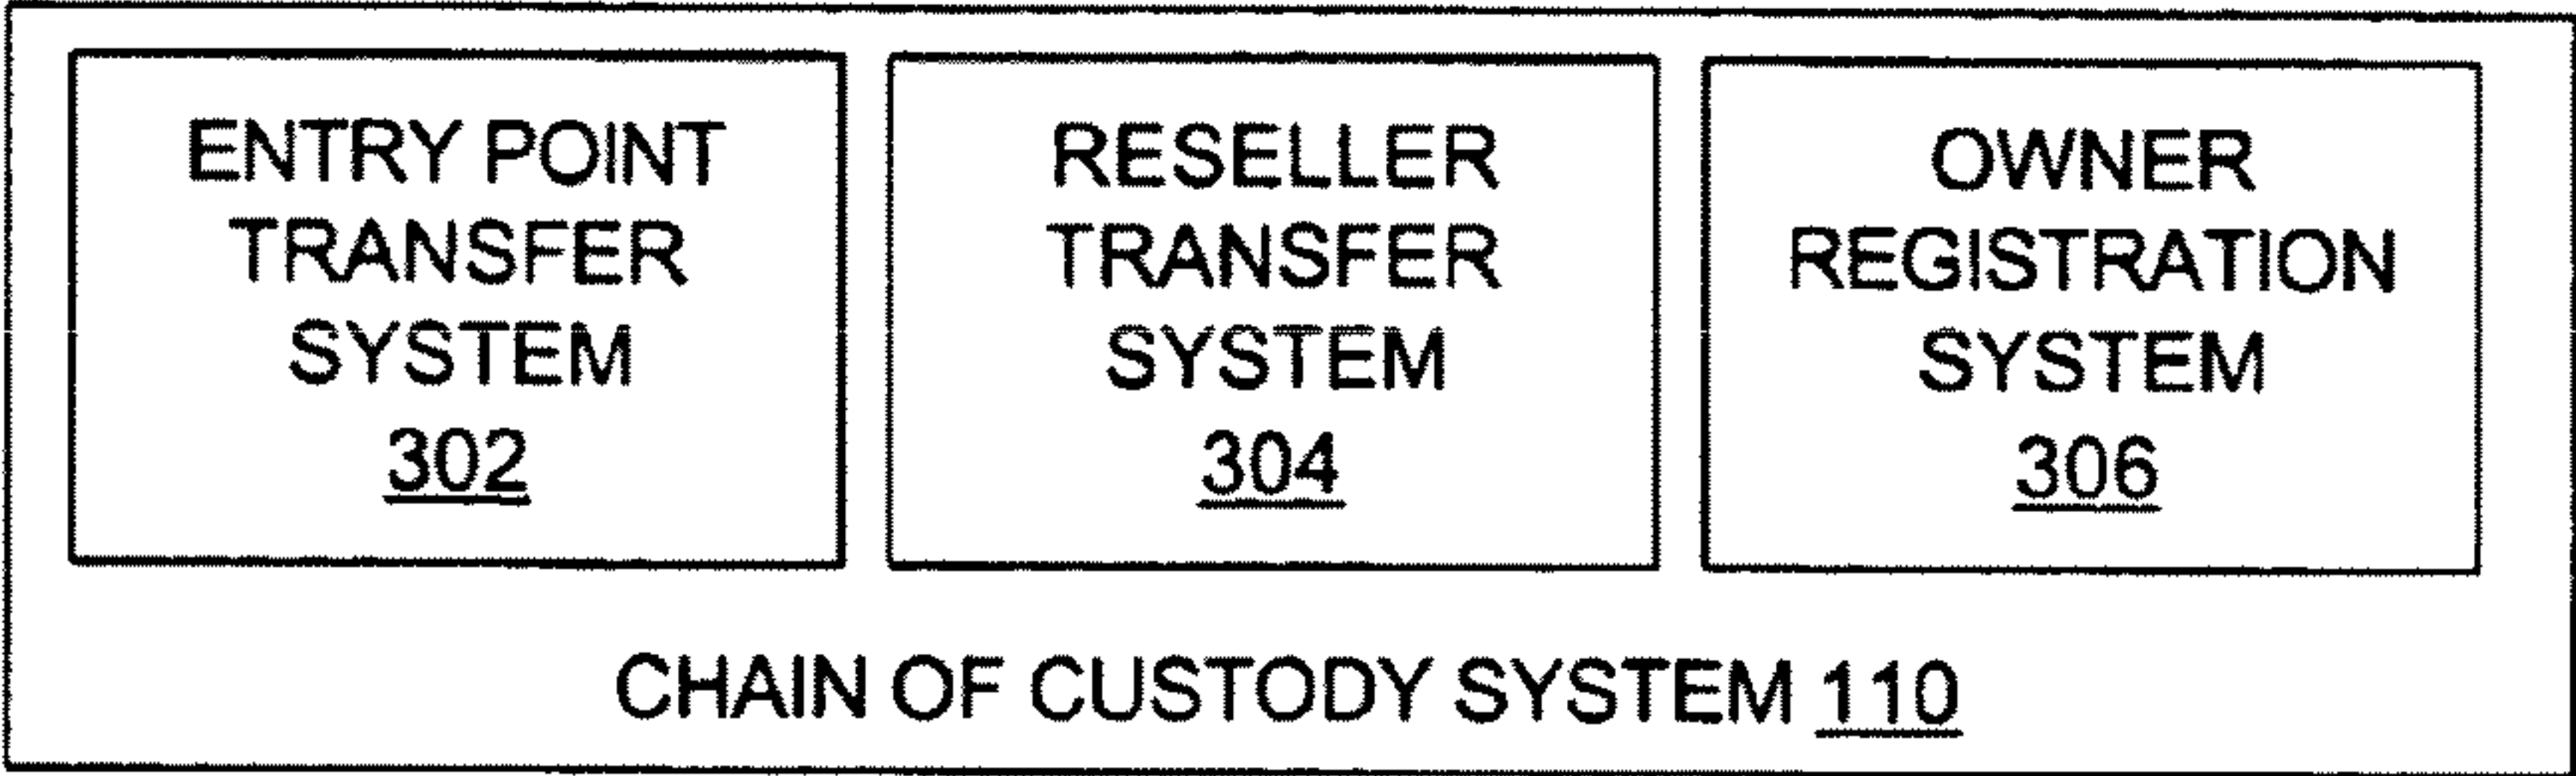 ENTRY POINT
TRANSFER
SYSTEM
302
RESELLER
TRANSFER
SYSTEM
304
OWNER
REGISTRATION
SYSTEM
306
CHAIN OF CUSTODY SYSTEM 110